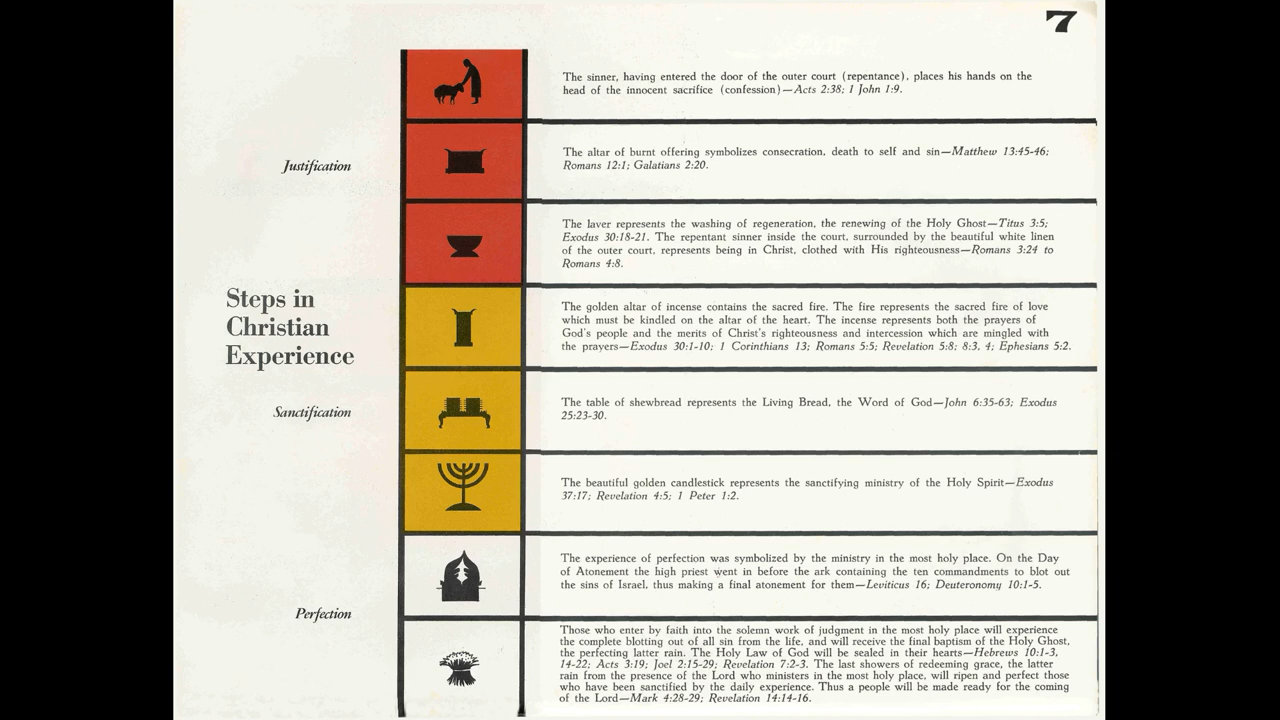 7
The sinner, having entered the door of the outer court (repentance), places his hands on the
head of the innocent sacrifice (confession)—Acts 2:38; 1 John 1:9.
Justification
The altar of burnt offering symbolizes consecration, death to self and sin—Matthew 13:45-46;
Romans 12:1; Galatians 2:20.
The laver represents the washing of regeneration, the renewing of the Holy Ghost—Titus 3:5;
Exodus 30:18-21. The repentant sinner inside the court, surrounded by the beautiful white linen
of the outer court, represents being in Christ, clothed with His righteousness—Romans 3:24 to
Romans 4:8.
Steps in
Christian
Experience
The golden altar of incense contains the sacred fire. The fire represents the sacred fire of love
which must be kindled on the altar of the heart. The incense represents both the prayers of
God's people and the merits of Christ's righteousness and intercession which are mingled with
the prayers—Exodus 30:1-10; 1 Corinthians 13; Romans 5:5; Revelation 5:8; 8:3, 4; Ephesians 5:2.
Sanctification
The table of shewbread represents the Living Bread, the Word of God—John 6:35-63; Exodus
25:23-30.
The beautiful golden candlestick represents the sanctifying ministry of the Holy Spirit—Exodus
37:17; Revelation 4:5; 1 Peter 1:2.
The experience of perfection was symbolized by the ministry in the most holy place. On the Day
of Atonement the high priest went in before the ark containing the ten commandments to blot out
the sins of Israel, thus making a final atonement for them—Leviticus 16; Deuteronomy 10:1-5.
Perfection
Those who enter by faith into the solemn work of judgment in the most holy place will experience
the complete blotting out of all sin from the life, and will receive the final baptism of the Holy Ghost,
the perfecting latter rain. The Holy Law of God will be sealed in their hearts—Hebrews 10:1-3,
14-22; Acts 3:19; Joel 2:15-29; Revelation 7:2-3. The last showers of redeeming grace, the latter
rain from the presence of the Lord who ministers in the most holy place, will ripen and perfect those
who have been sanctified by the daily experience. Thus a people will be made ready for the coming
of the Lord—Mark 4:28-29; Revelation 14:14-16.